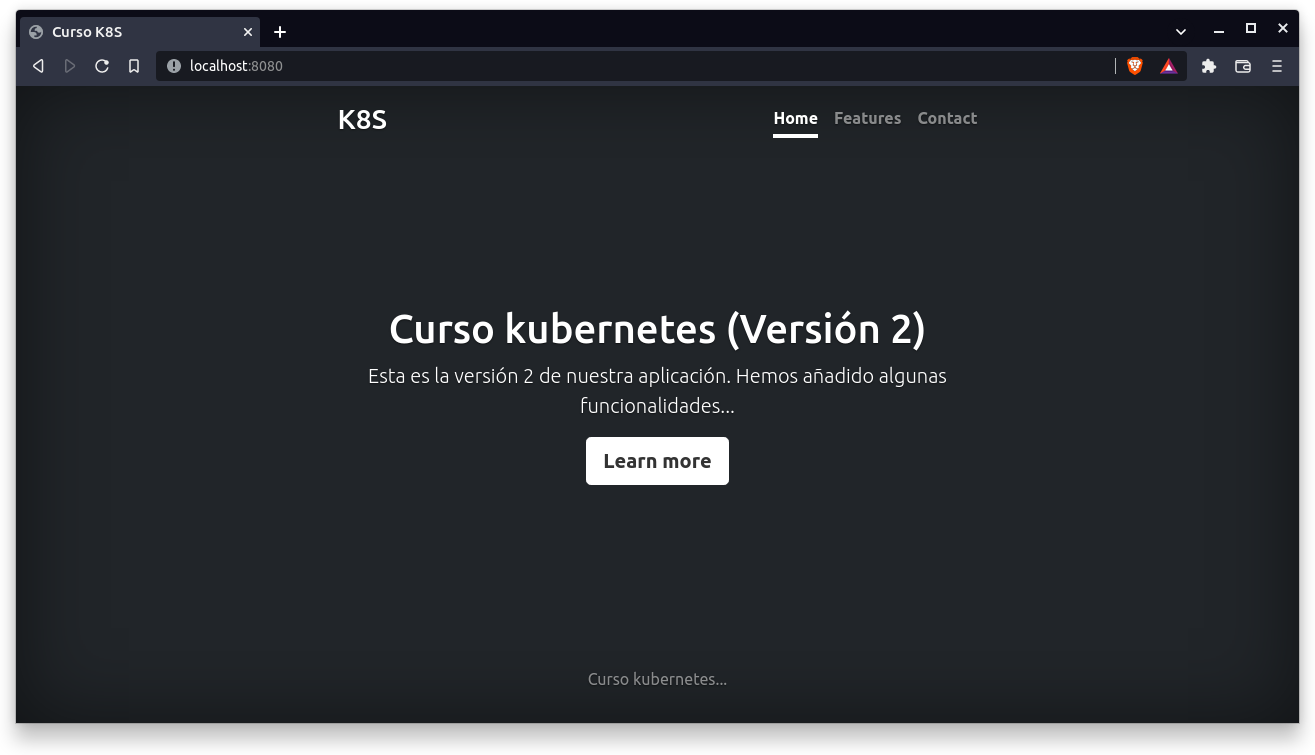 Curso K8S
localhost:8080
K8S
Home Features Contact
Curso kubernetes (Versión 2)
Esta es la versión 2 de nuestra aplicación. Hemos añadido algunas
funcionalidades...
Learn more
Curso kubernetes...